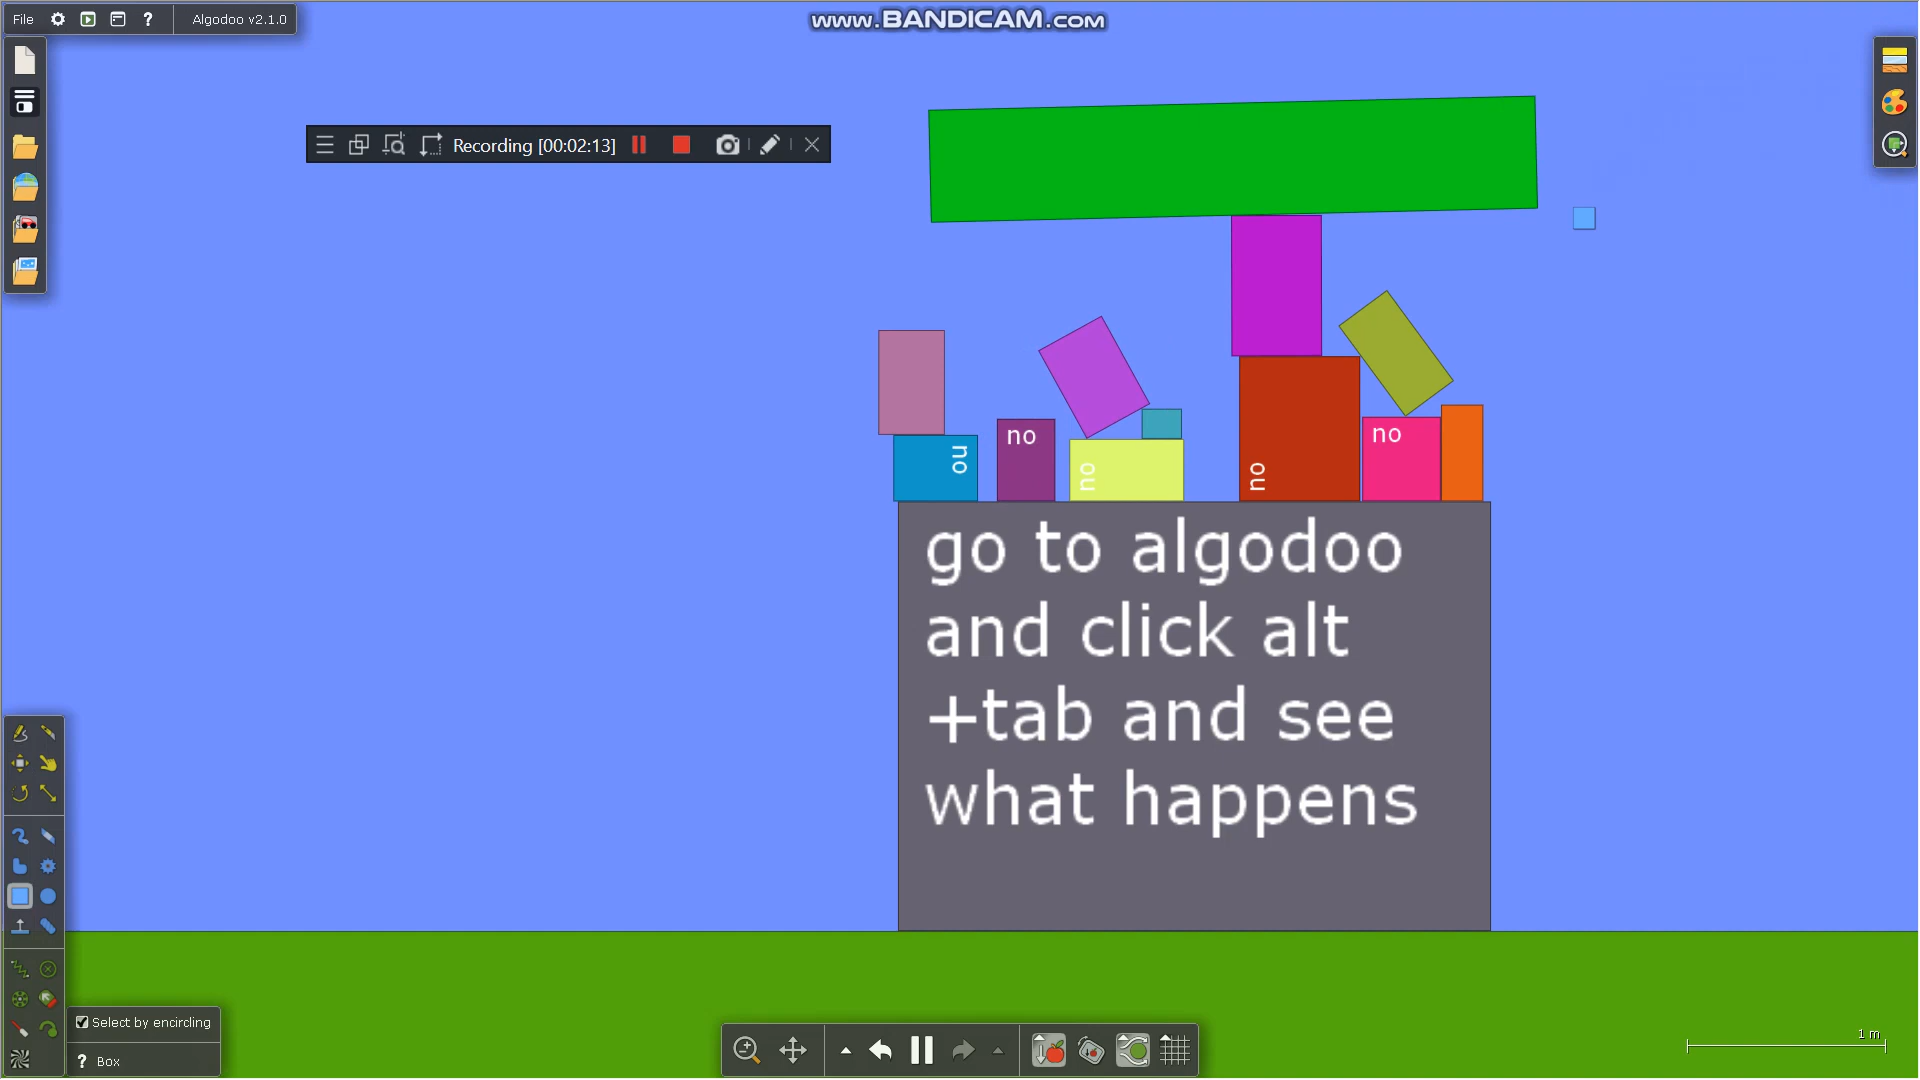 File
?
Algodoo v2.1.0
www.BANDICAM.com
Recording [00:02:13]
no
no
no
no
no
go to algodoo
and click alt
+tab and see
what happens
Select by encircling
? Box
1 m